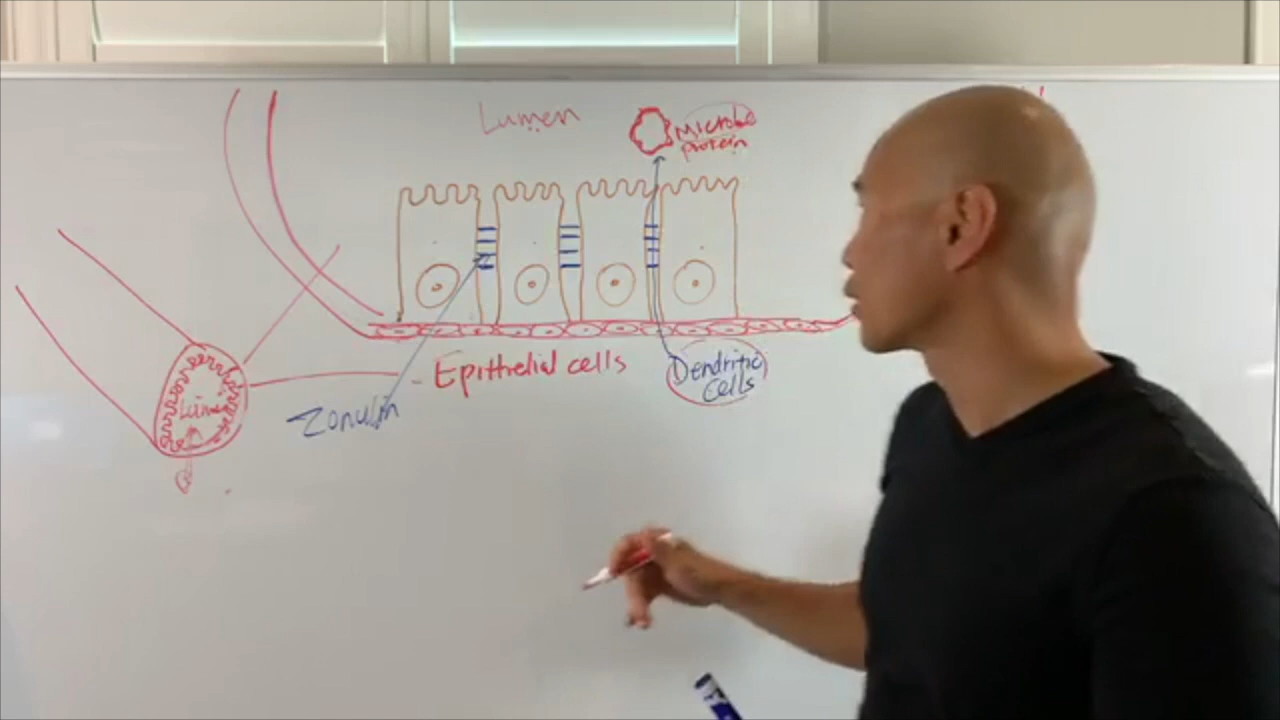 Lumen
Microbe
protein
Epithelial cells
Dendritic
Cells
Zonulin
Lumen